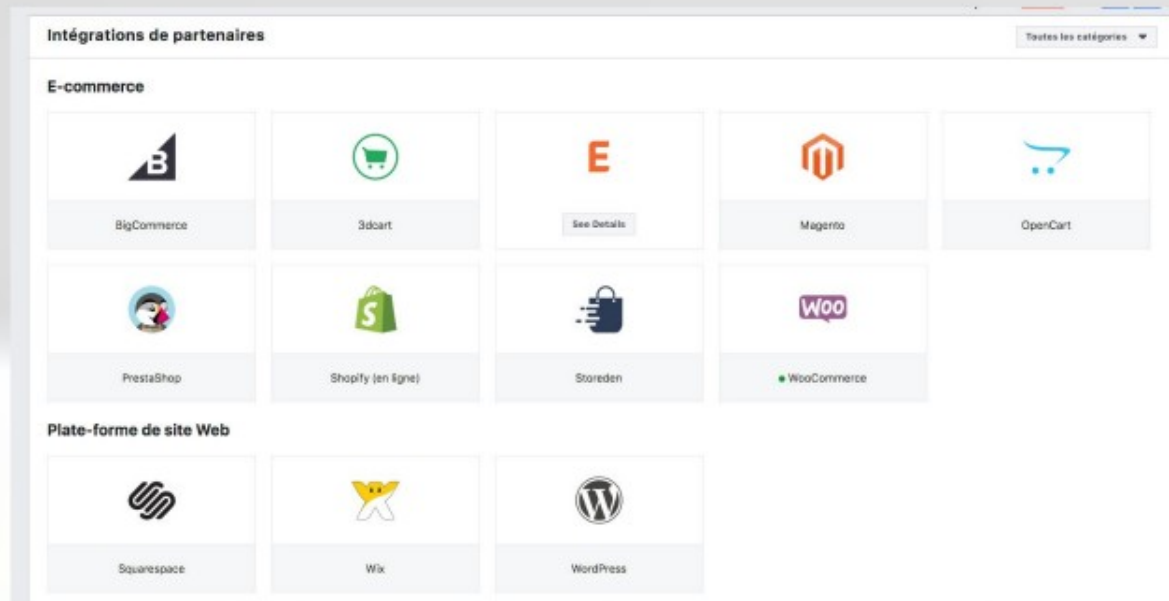 Intégrations de partenaires
Toutes les catégories
E-commerce
B
E
BigCommerce
3dcart
See Details
Magento
OpenCart
S
WOO
PrestaShop
Shopify (en ligne)
Storeden
WooCommerce
Plate-forme de site Web
W
Squarespace
Wix
WordPress